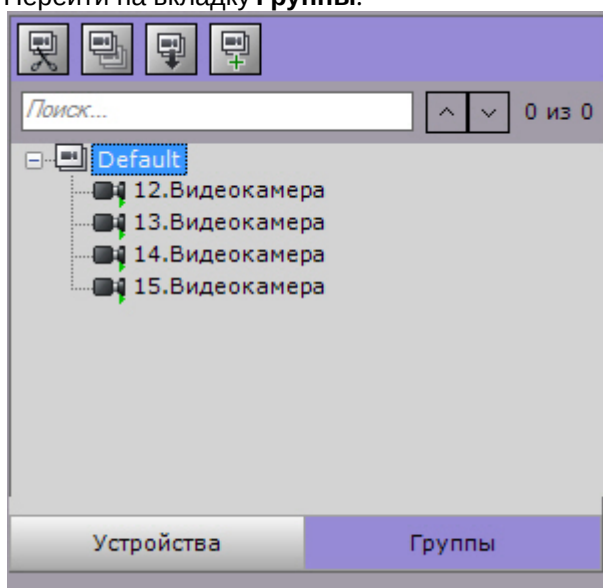 Перейти на вкладку Группы.
Поиск...
0 из 0
Default
12.Видеокамера
13.Видеокамера
14.Видеокамера
15.Видеокамера
Устройства
Группы